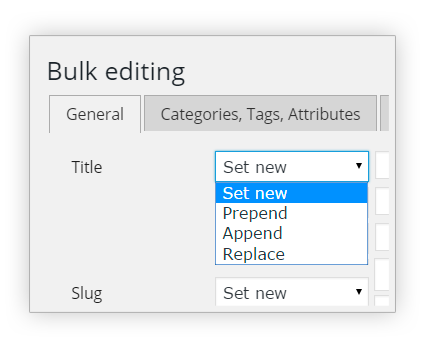 Bulk editing
General Categories, Tags, Attributes
Title Set new
Set new
Prepend
Append
Replace
Slug Set new